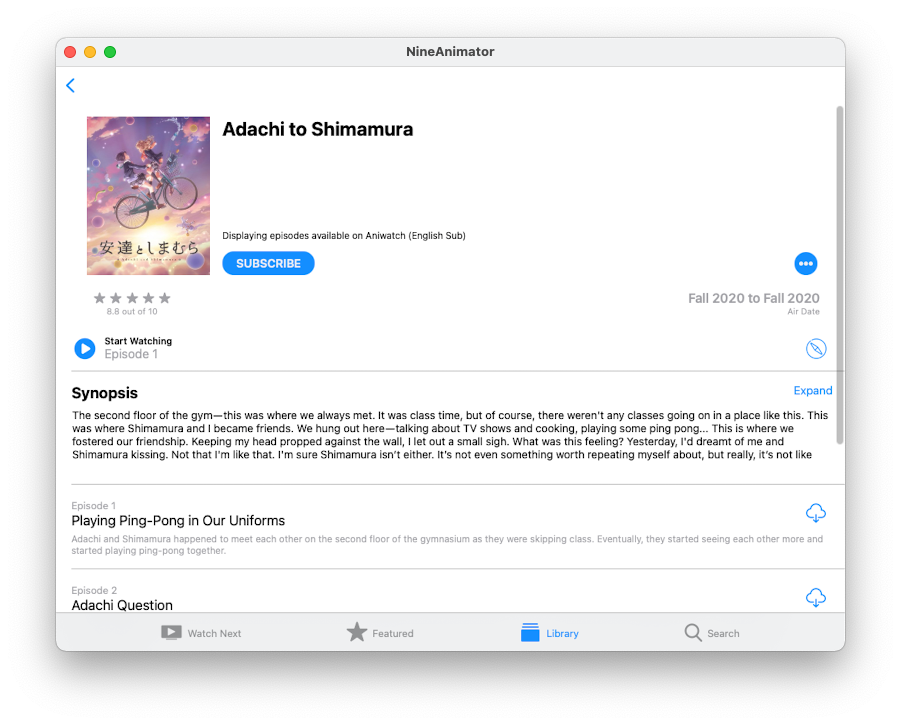 NineAnimator
Adachi to Shimamura
安達としまむら
Displaying episodes available on Aniwatch (English Sub)
SUBSCRIBE
8.8 out of 10
Fall 2020 to Fall 2020
Air Date
Start Watching
Episode 1
Synopsis
Expand
The second floor of the gym—this was where we always met. It was class time, but of course, there weren't any classes going on in a place like this. This
was where Shimamura and I became friends. We hung out here—talking about TV shows and cooking, playing some ping pong... This is where we
fostered our friendship. Keeping my head propped against the wall, I let out a small sigh. What was this feeling? Yesterday, I'd dreamt of me and
Shimamura kissing. Not that I'm like that. I'm sure Shimamura isn’t either. It's not even something worth repeating myself about, but really, it’s not like
Episode 1
Playing Ping-Pong in Our Uniforms
Adachi and Shimamura happened to meet each other on the second floor of the gymnasium as they were skipping class. Eventually, they started seeing each other more and
started playing ping-pong together.
Episode 2
Adachi Question
Watch Next
Featured
Library
Search